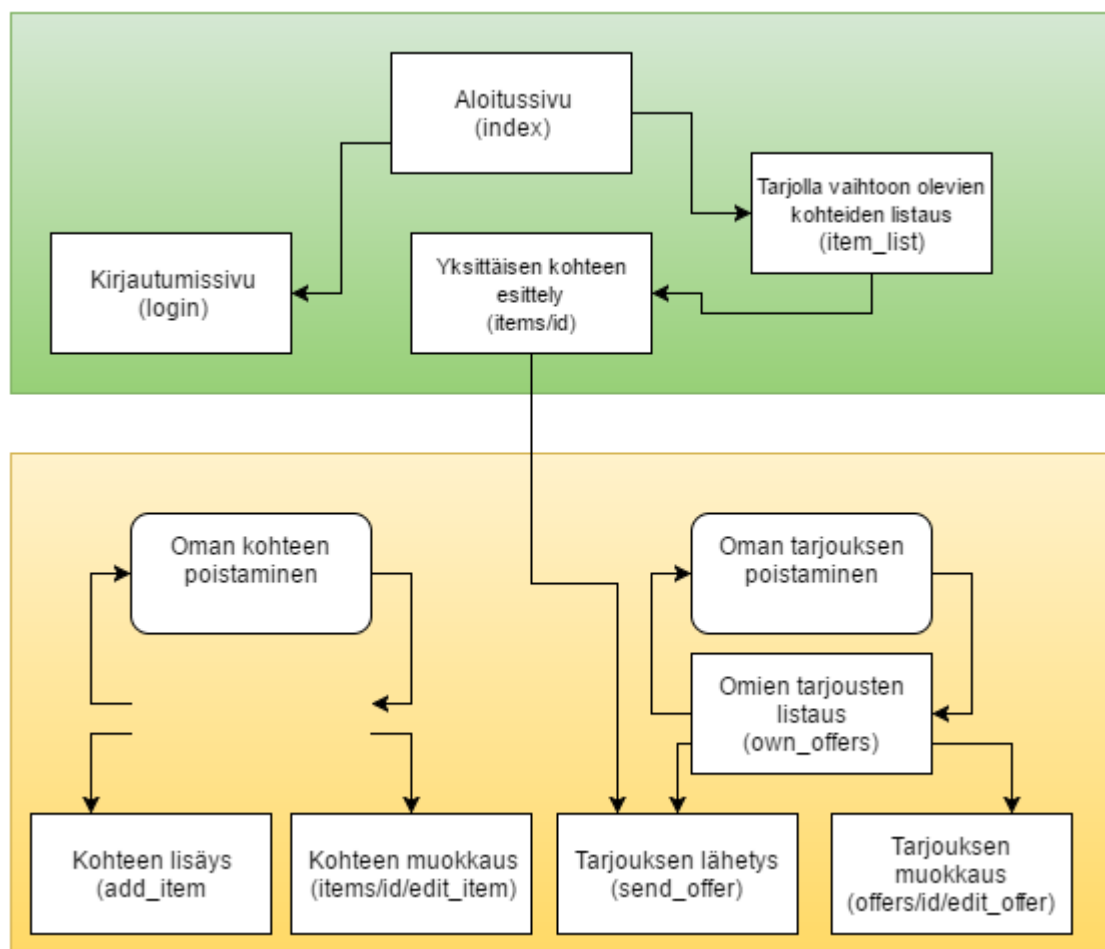 Aloitussivu
(index)
Tarjolla vaihtoon olevien
kohteiden listaus
(item_list)
Kirjautumissivu
(login)
Yksittäisen kohteen
esittely
(items/id)
Oman kohteen
poistaminen
Oman tarjouksen
poistaminen
Omien tarjousten
listaus
(own_offers)
Kohteen lisäys
(add_item
Kohteen muokkaus
(items/id/edit_item)
Tarjouksen lähetys
(send_offer)
Tarjouksen
muokkaus
(offers/id/edit_offer)